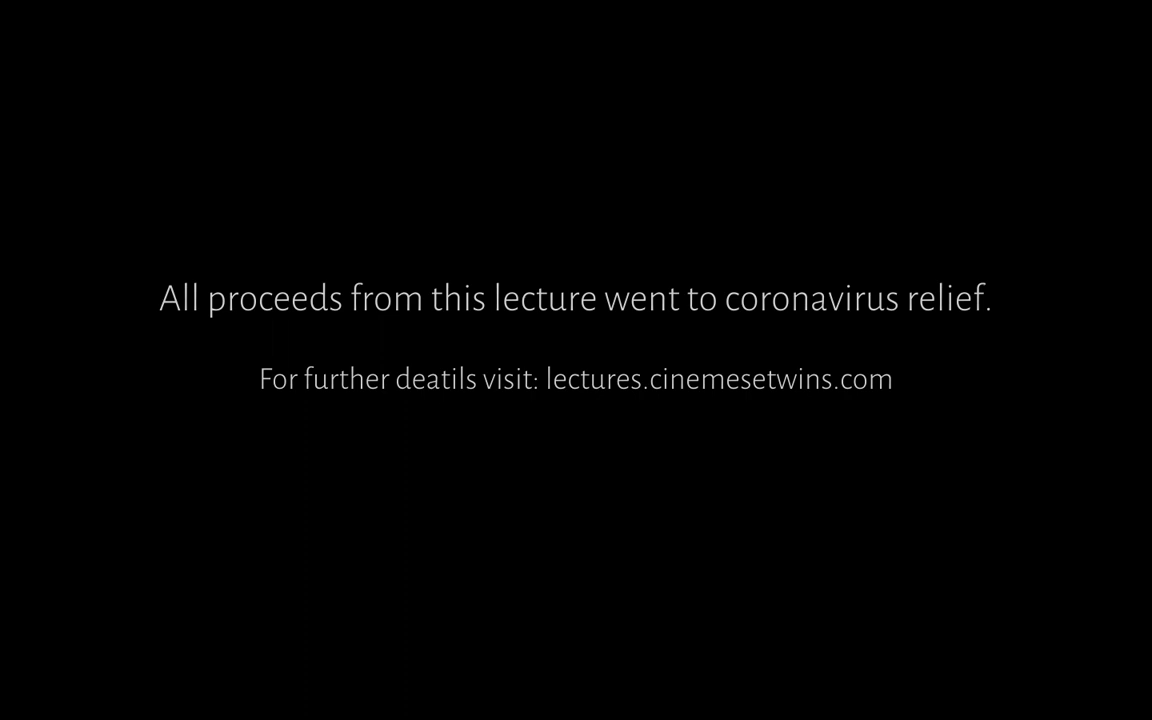 All proceeds from this lecture went to coronavirus relief.
For further deatils visit: lectures.cinemesetwins.com